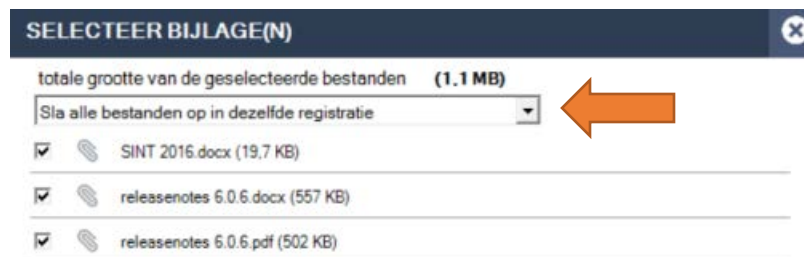 SELECTEER BIJLAGE(N)
totale grootte van de geselecteerde bestanden (1,1 MB)
Sla alle bestanden op in dezelfde registratie
SINT 2016.docx (19,7 KB)
releasenotes 6.0.6.docx (557 KB)
releasenotes 6.0.6.pdf (502 KB)